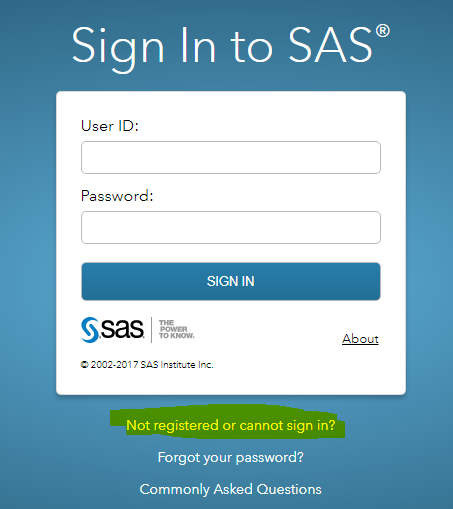 Sign In to SAS®
User ID:
Password:
SIGN IN
sas
THE
POWER
TO KNOW.
About
© 2002-2017 SAS Institute Inc.
Not registered or cannot sign in?
Forgot your password?
Commonly Asked Questions